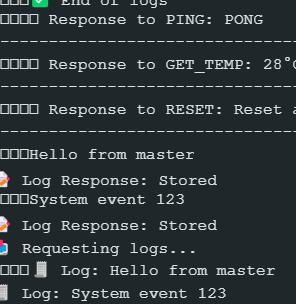 ✅ End of logs
□□□□ Response to PING: PONG
--------------------------------
□□□□ Response to GET_TEMP: 28°C
--------------------------------
□□□□ Response to RESET: Reset
--------------------------------
□□□Hello from master
📝 Log Response: Stored
□□□System event 123
📝 Log Response: Stored
📤 Requesting logs...
□□□🧾 Log: Hello from master
🧾 Log: System event 123